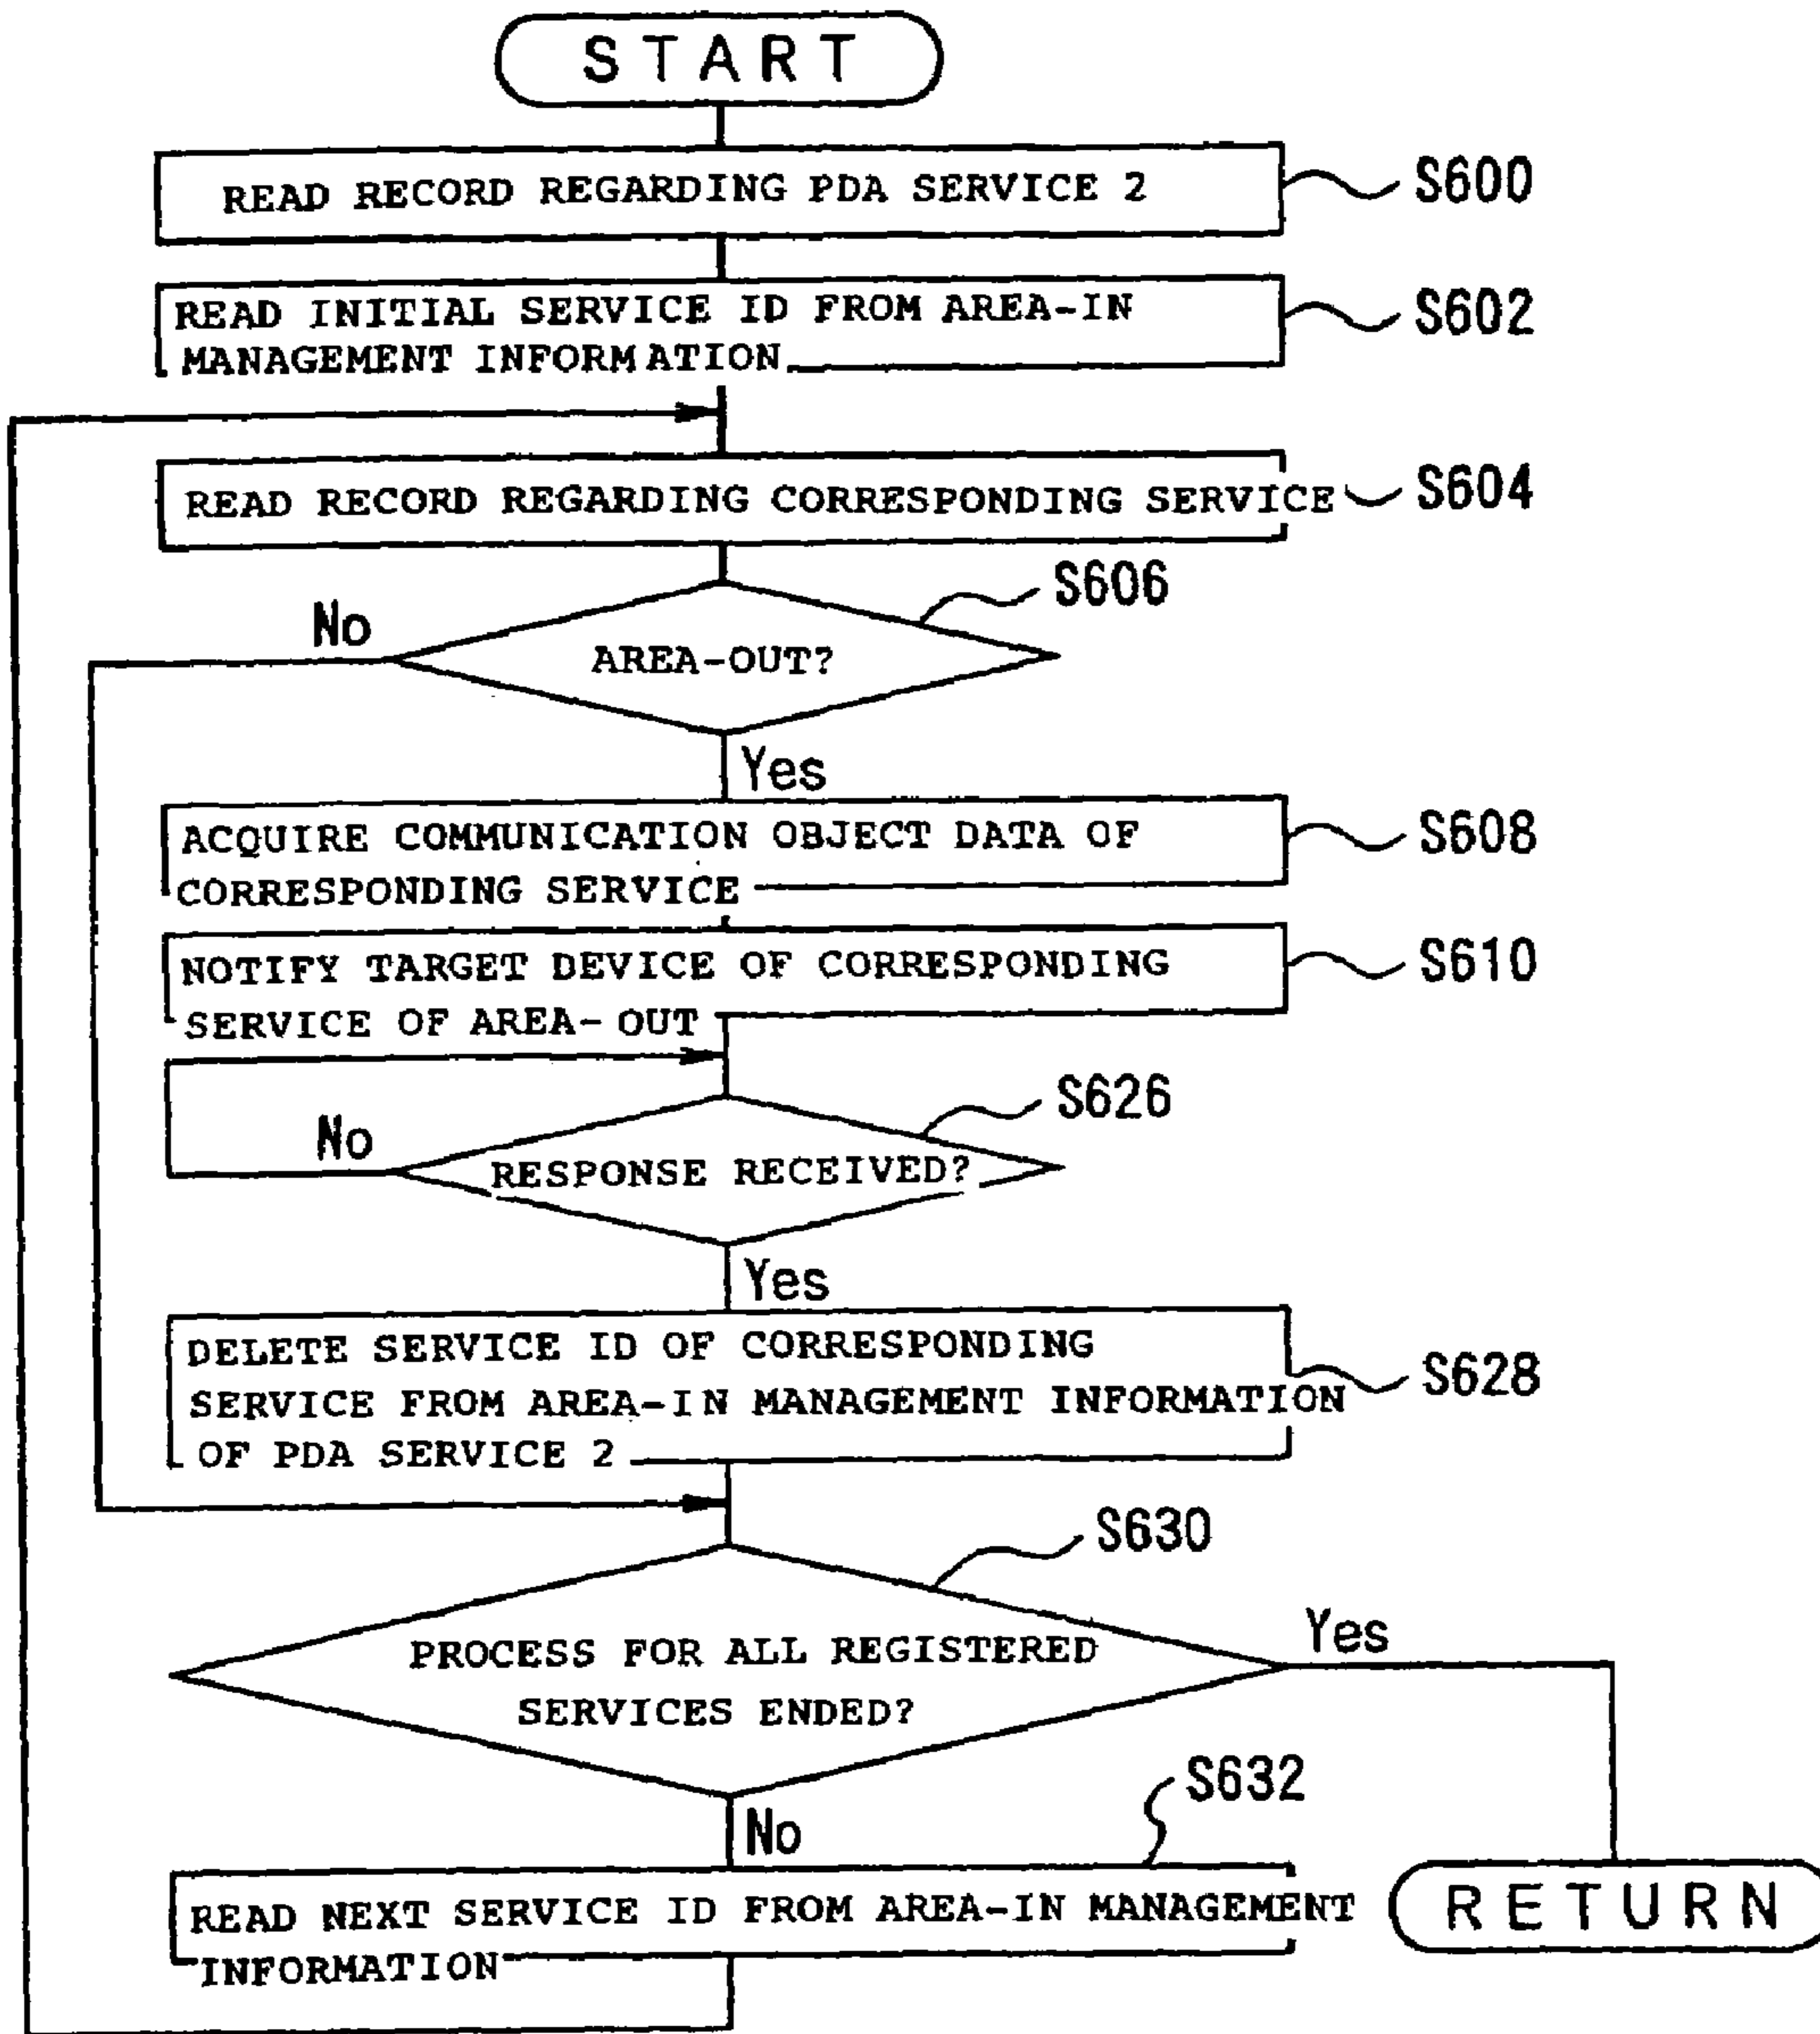 START
READ RECORD REGARDING PDA SERVICE 2
S600
READ INITIAL SERVICE ID FROM AREA-IN
MANAGEMENT INFORMATION
S602
READ RECORD REGARDING CORRESPONDING SERVICE
S604
S606
No
AREA-OUT?
Yes
ACQUIRE COMMUNICATION OBJECT DATA OF
CORRESPONDING SERVICE
S608
NOTIFY TARGET DEVICE OF CORRESPONDING
SERVICE OF AREA-OUT
S610
S626
No
RESPONSE RECEIVED?
Yes
DELETE SERVICE ID OF CORRESPONDING
SERVICE FROM AREA-IN MANAGEMENT INFORMATION
OF PDA SERVICE 2
S628
S630
PROCESS FOR ALL REGISTERED
SERVICES ENDED?
Yes
S632
No
READ NEXT SERVICE ID FROM AREA-IN MANAGEMENT
INFORMATION
RETURN